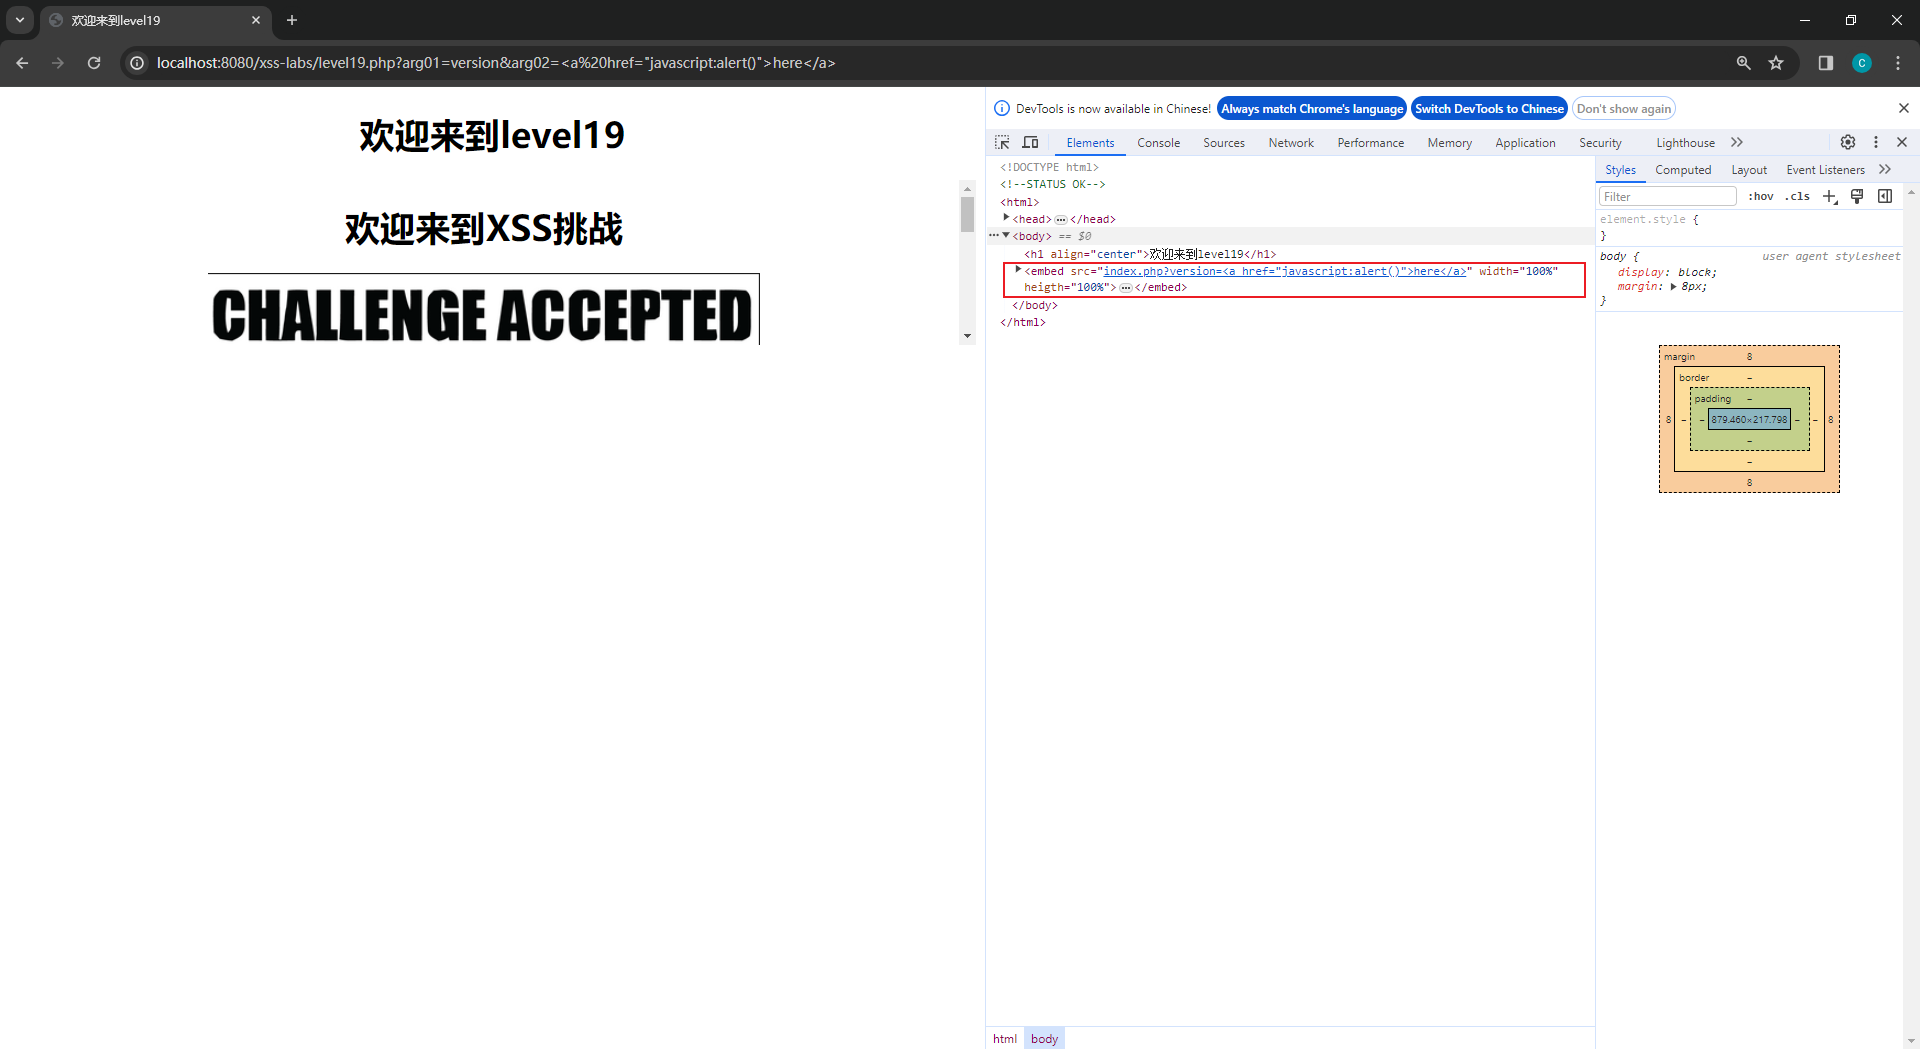 欢迎来到level19
localhost:8080/xss-labs/level19.php?arg01=version&arg02=<a%20href="javascript:alert()">here</a>
C
欢迎来到level19
欢迎来到XSS挑战
CHALLENGE ACCEPTED
DevTools is now available in Chinese! Always match Chrome's language Switch DevTools to Chinese Don't show again
Elements Console Sources Network Performance Memory Application Security Lighthouse
<!DOCTYPE html>
<!--STATUS OK-->
<html>
<head> ⋯ </head>
<body> == $0
<h1 align="center">欢迎来到level19</h1>
<embed src="index.php?version=<a href="javascript:alert()">here</a>" width="100%"
heigth="100%"> ⋯ </embed>
</body>
</html>
html body
Styles Computed Layout Event Listeners
Filter :hov .cls
element.style {
}
body { user agent stylesheet
display: block;
margin: 8px;
}
margin 8
border –
padding –
8 – – 879.460×217.798 – – 8
–
–
8